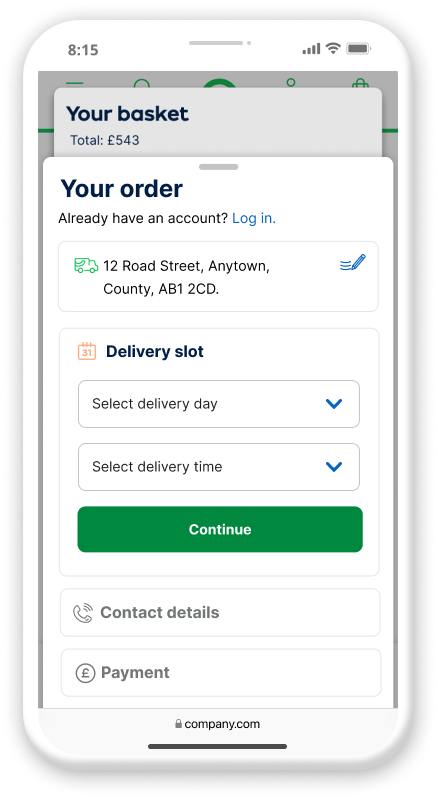 8:15
Your basket
Total: £543
Your order
Already have an account? Log in.
12 Road Street, Anytown,
County, AB1 2CD.
31
Delivery slot
Select delivery day
Select delivery time
Continue
Contact details
£
Payment
company.com